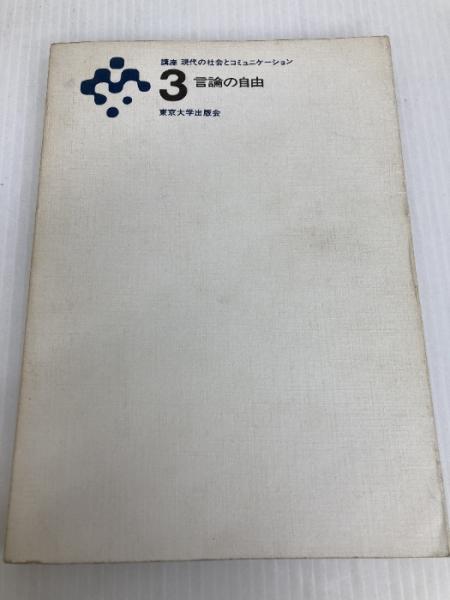 講座 現代の社会とコミュニケーション
3 言論の自由
東京大学出版会